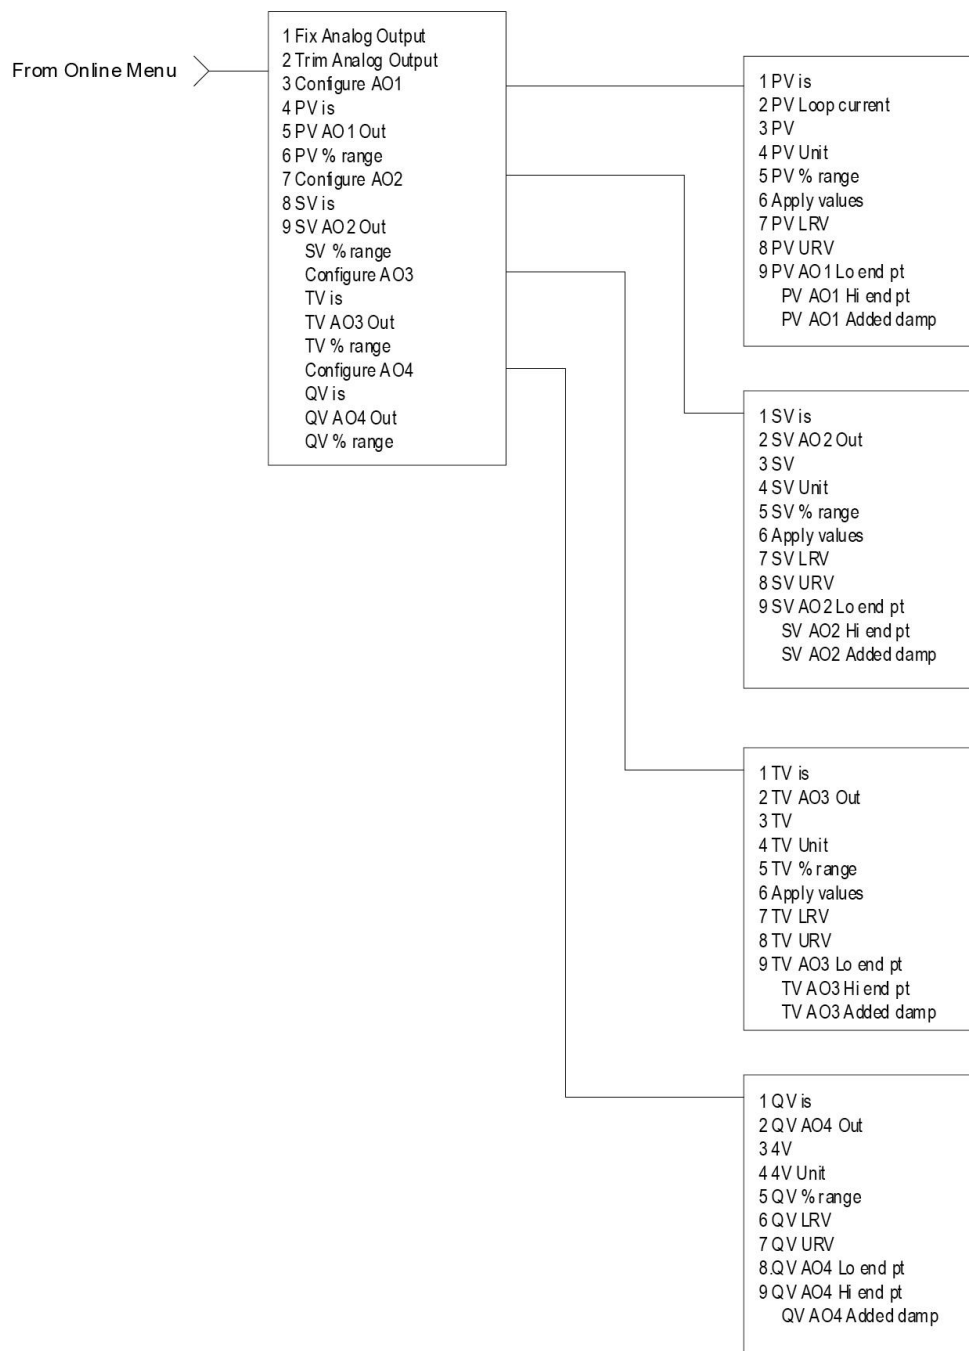 From Online Menu
1 Fix Analog Output
2 Trim Analog Output
3 Configure AO1
4 PV is
5 PV AO1 Out
6 PV % range
7 Configure AO2
8 SV is
9 SV AO2 Out
SV % range
Configure AO3
TV is
TV AO3 Out
TV % range
Configure AO4
QV is
QV AO4 Out
QV % range
1 PV is
2 PV Loop current
3 PV
4 PV Unit
5 PV % range
6 Apply values
7 PV LRV
8 PV URV
9 PV AO1 Lo end pt
PV AO1 Hi end pt
PV AO1 Added damp
1 SV is
2 SV AO2 Out
3 SV
4 SV Unit
5 SV % range
6 Apply values
7 SV LRV
8 SV URV
9 SV AO2 Lo end pt
SV AO2 Hi end pt
SV AO2 Added damp
1 TV is
2 TV AO3 Out
3 TV
4 TV Unit
5 TV % range
6 Apply values
7 TV LRV
8 TV URV
9 TV AO3 Lo end pt
TV AO3 Hi end pt
TV AO3 Added damp
1 QV is
2 QV AO4 Out
3 4V
4 4V Unit
5 QV % range
6 QV LRV
7 QV URV
8.QV AO4 Lo end pt
9 QV AO4 Hi end pt
QV AO4 Added damp